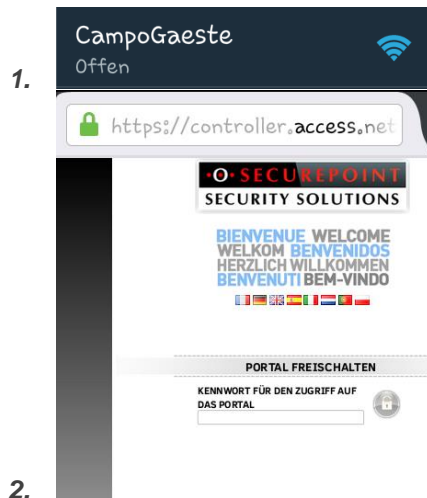 CampoGaeste
Offen
1.
https://controller.access.net
SECUREPOINT
SECURITY SOLUTIONS
BIENVENUE WELCOME
WELKOM BENVENIDOS
HERZLICH WILLKOMMEN
BENVENUTI BEM-VINDO
PORTAL FREISCHALTEN
KENNWORT FÜR DEN ZUGRIFF AUF
DAS PORTAL
2.